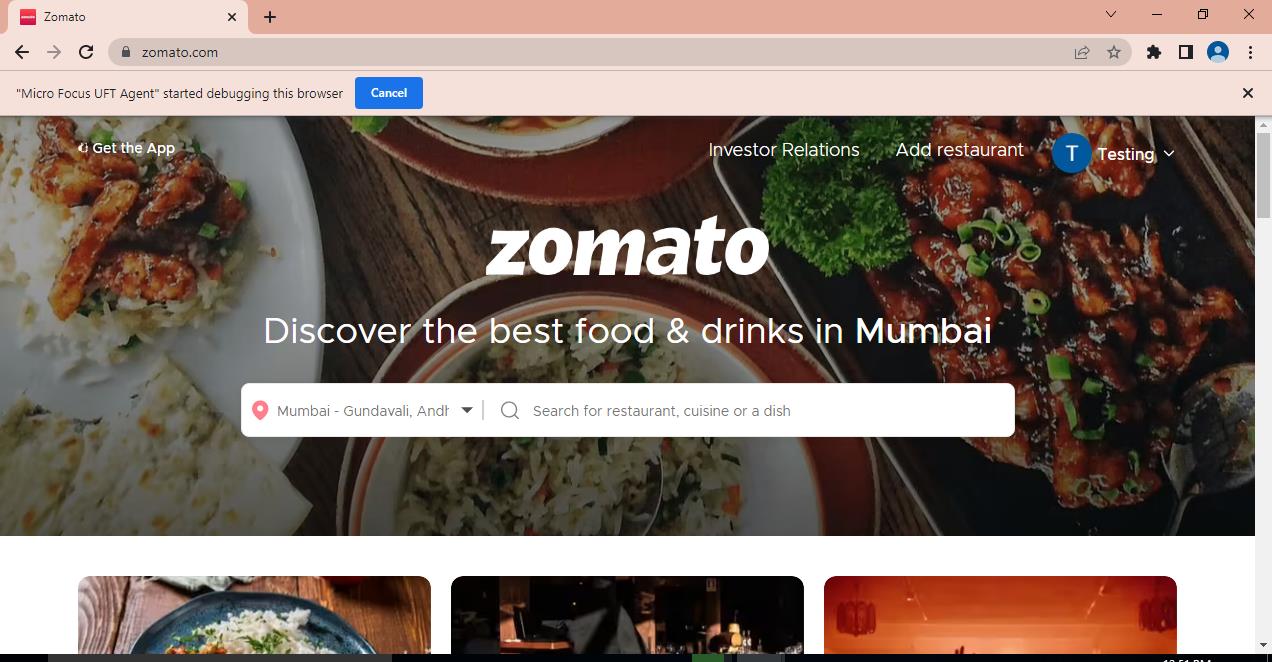 Zomato
zomato.com
"Micro Focus UFT Agent" started debugging this browser Cancel
Get the App Investor Relations Add restaurant T Testing
zomato
Discover the best food & drinks in Mumbai
Mumbai - Gundavali, Andh Search for restaurant, cuisine or a dish